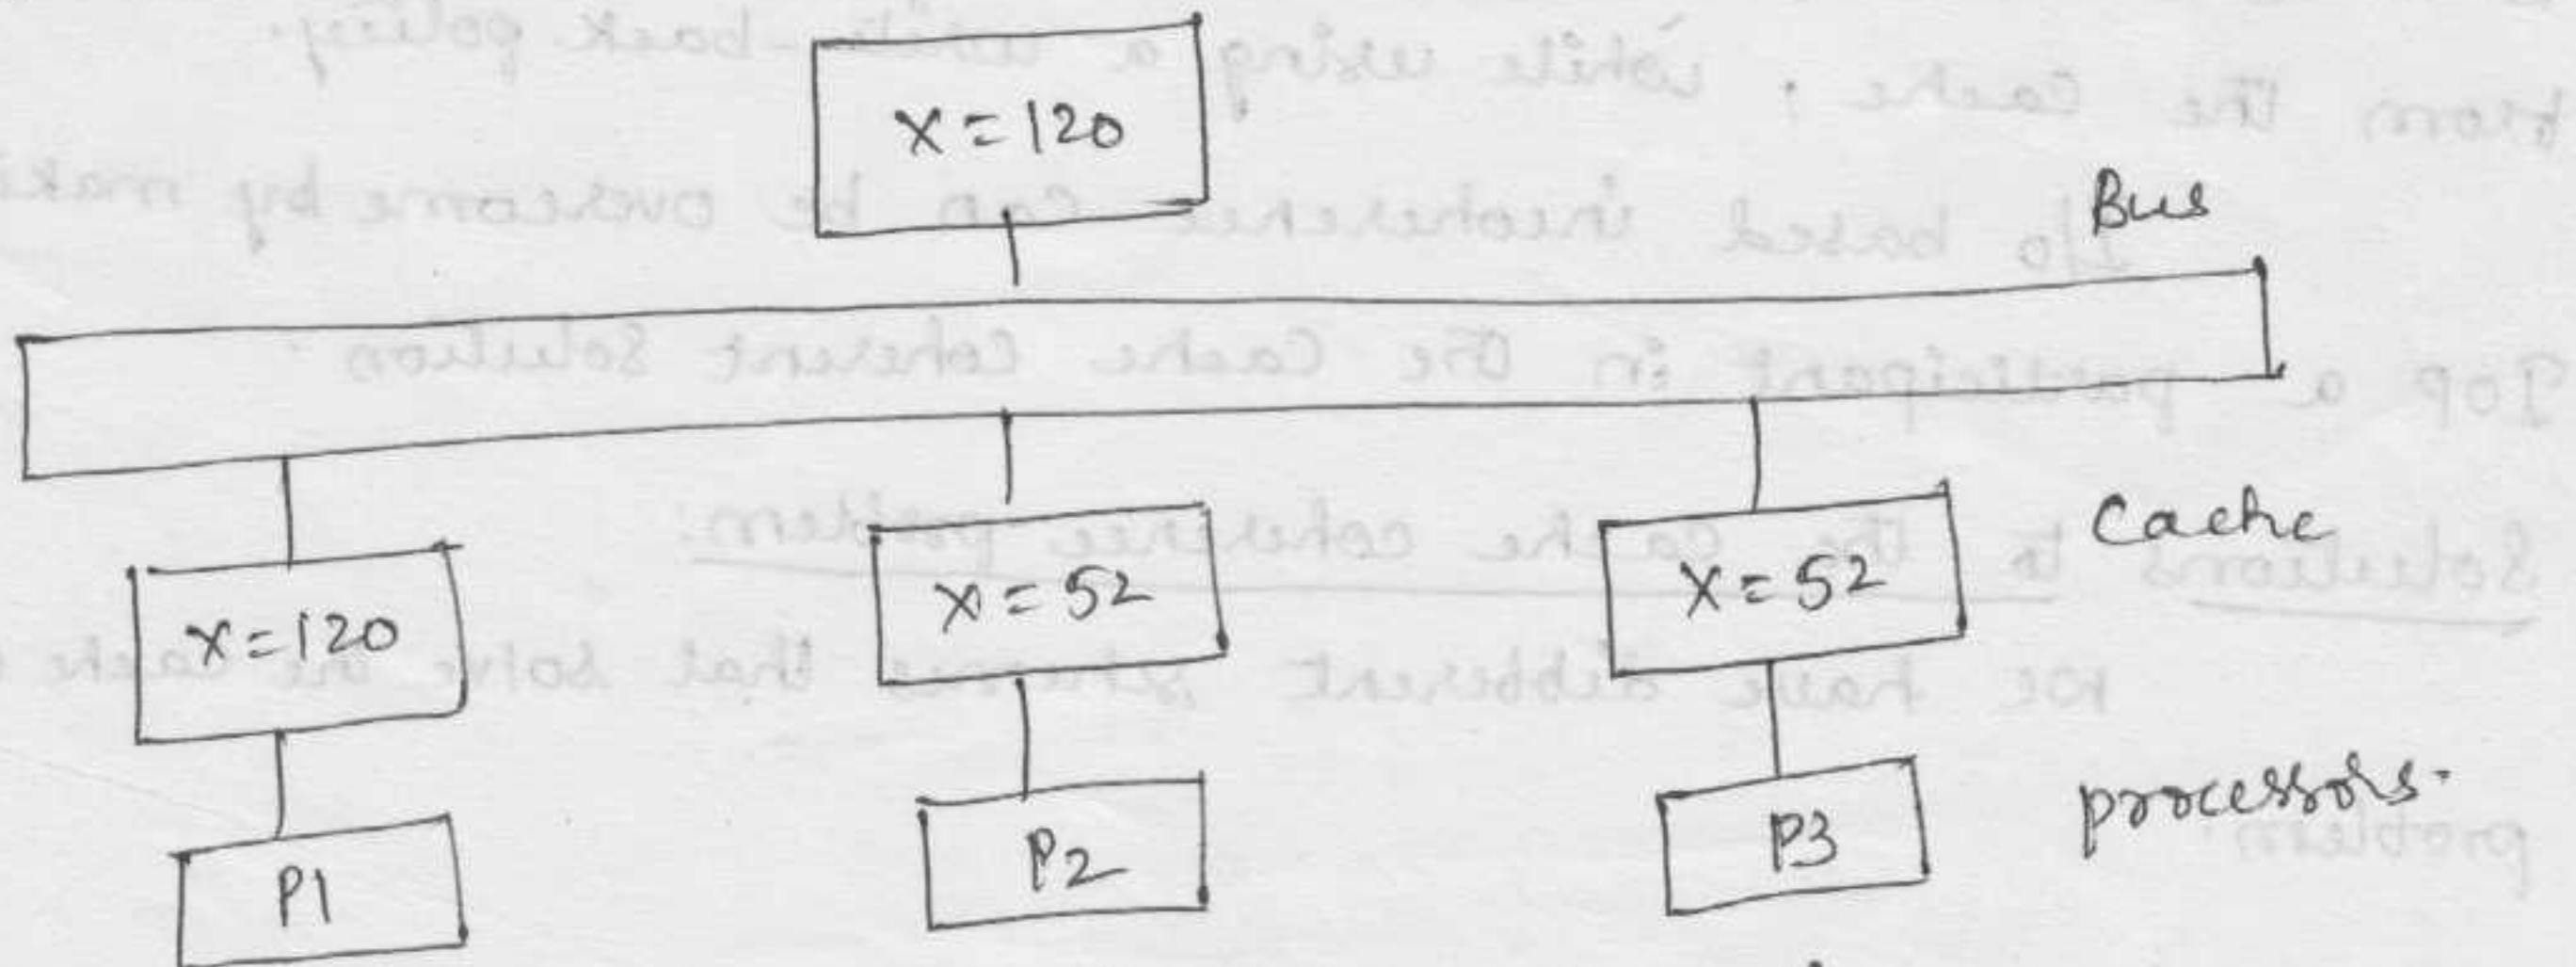 X = 120
Bus
X = 120
X = 52
X = 52
Cache
P1
P2
P3
processors.